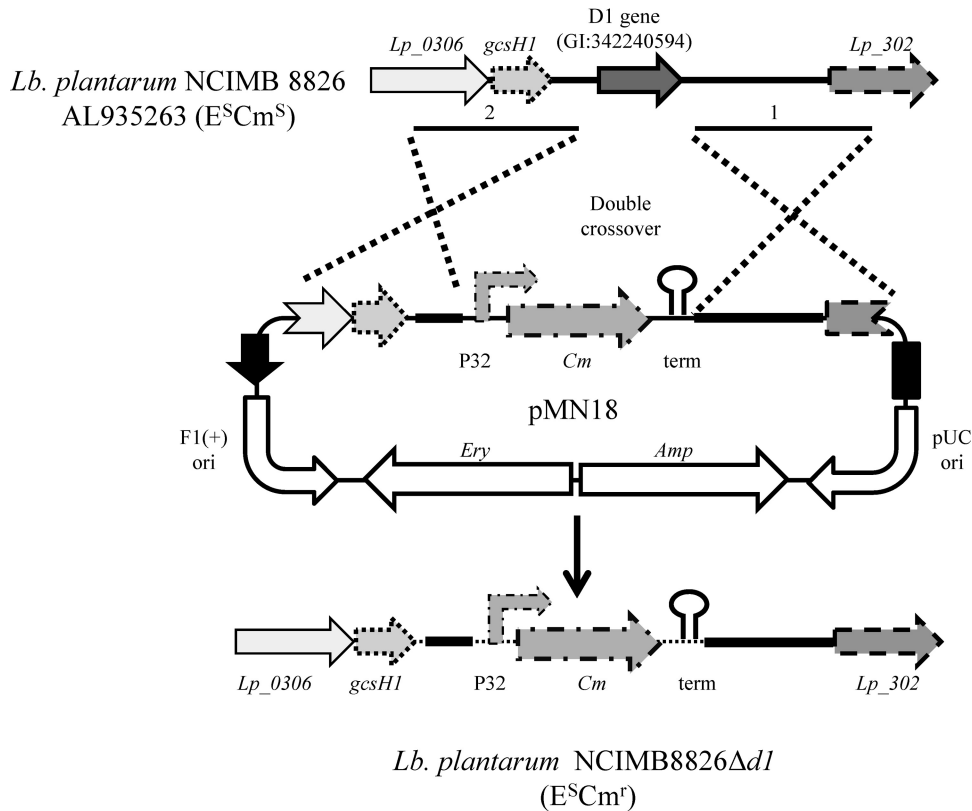 D1 gene
(GI:342240594)
Lp_0306
gcsH1
Lp_302
Lb. plantarum NCIMB 8826
AL935263 (EˢCmˢ)
2
1
Double
crossover
P32
Cm
term
pMN18
F1(+)
ori
Ery
Amp
pUC
ori
Lp_0306
gcsH1
P32
Cm
term
Lp_302
Lb. plantarum NCIMB8826Δd1
(EˢCmʳ)